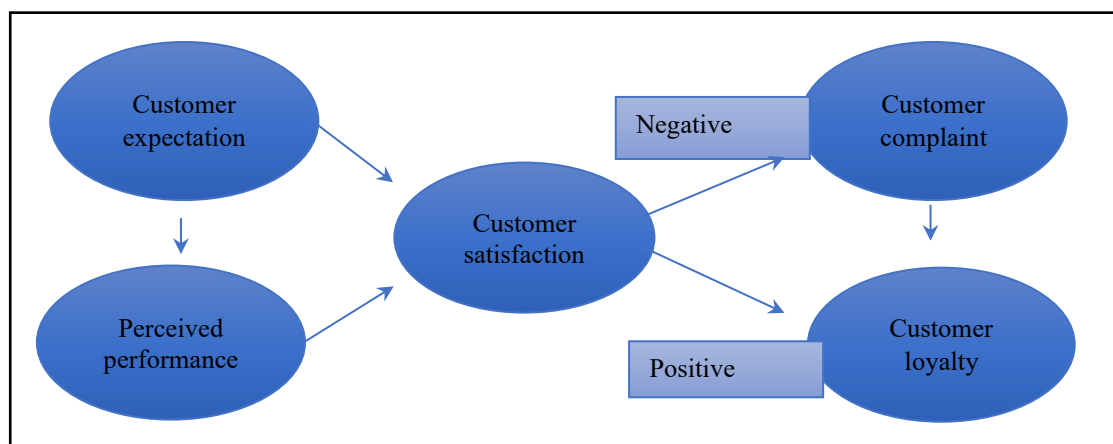 Customer
expectation
Negative
Customer
complaint
Customer
satisfaction
Perceived
performance
Positive
Customer
loyalty